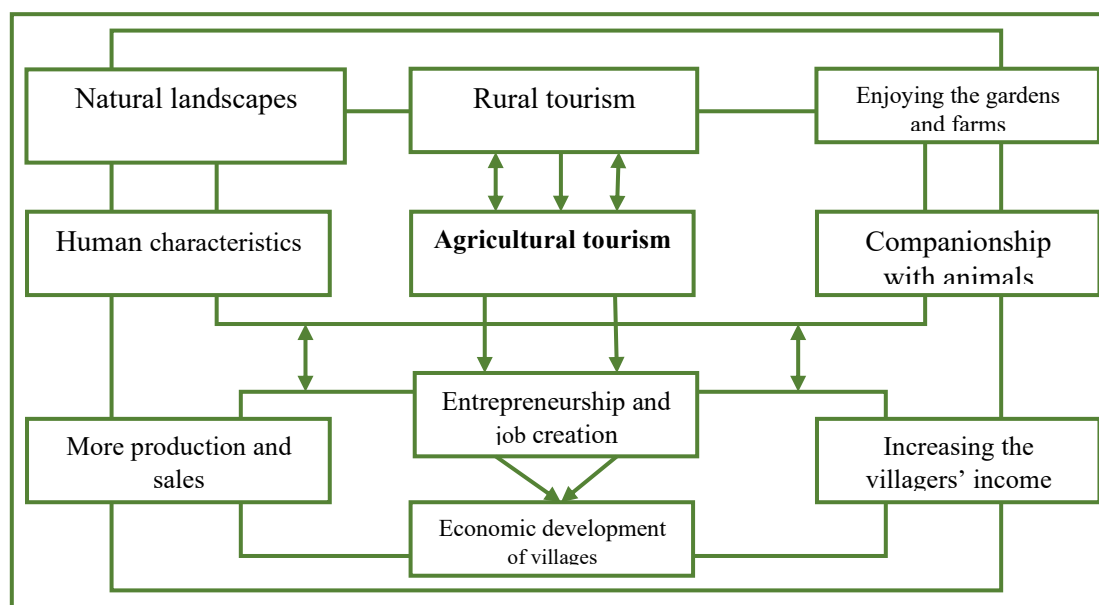 Natural landscapes
Rural tourism
Enjoying the gardens
and farms
Human characteristics
Agricultural tourism
Companionship
with animals
Entrepreneurship and
job creation
More production and
sales
Increasing the
villagers’ income
Economic development
of villages